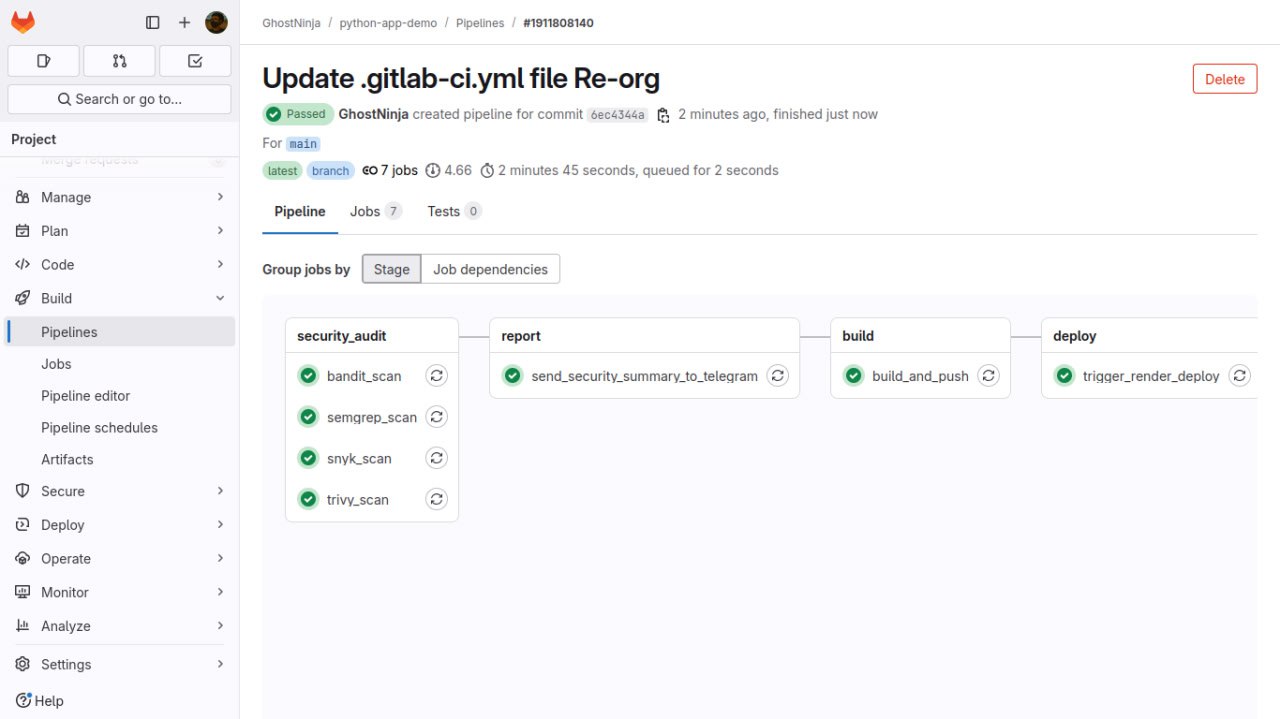 GhostNinja / python-app-demo / Pipelines / #1911808140
Update .gitlab-ci.yml file Re-org
Delete
Passed GhostNinja created pipeline for commit 6ec4344a 2 minutes ago, finished just now
For main
latest branch 7 jobs 4.66 2 minutes 45 seconds, queued for 2 seconds
Pipeline Jobs 7 Tests 0
Group jobs by Stage Job dependencies
security_audit
bandit_scan
semgrep_scan
snyk_scan
trivy_scan
report
send_security_summary_to_telegram
build
build_and_push
deploy
trigger_render_deploy
Search or go to...
Project
Merge requests
Manage
Plan
Code
Build
Pipelines
Jobs
Pipeline editor
Pipeline schedules
Artifacts
Secure
Deploy
Operate
Monitor
Analyze
Settings
Help